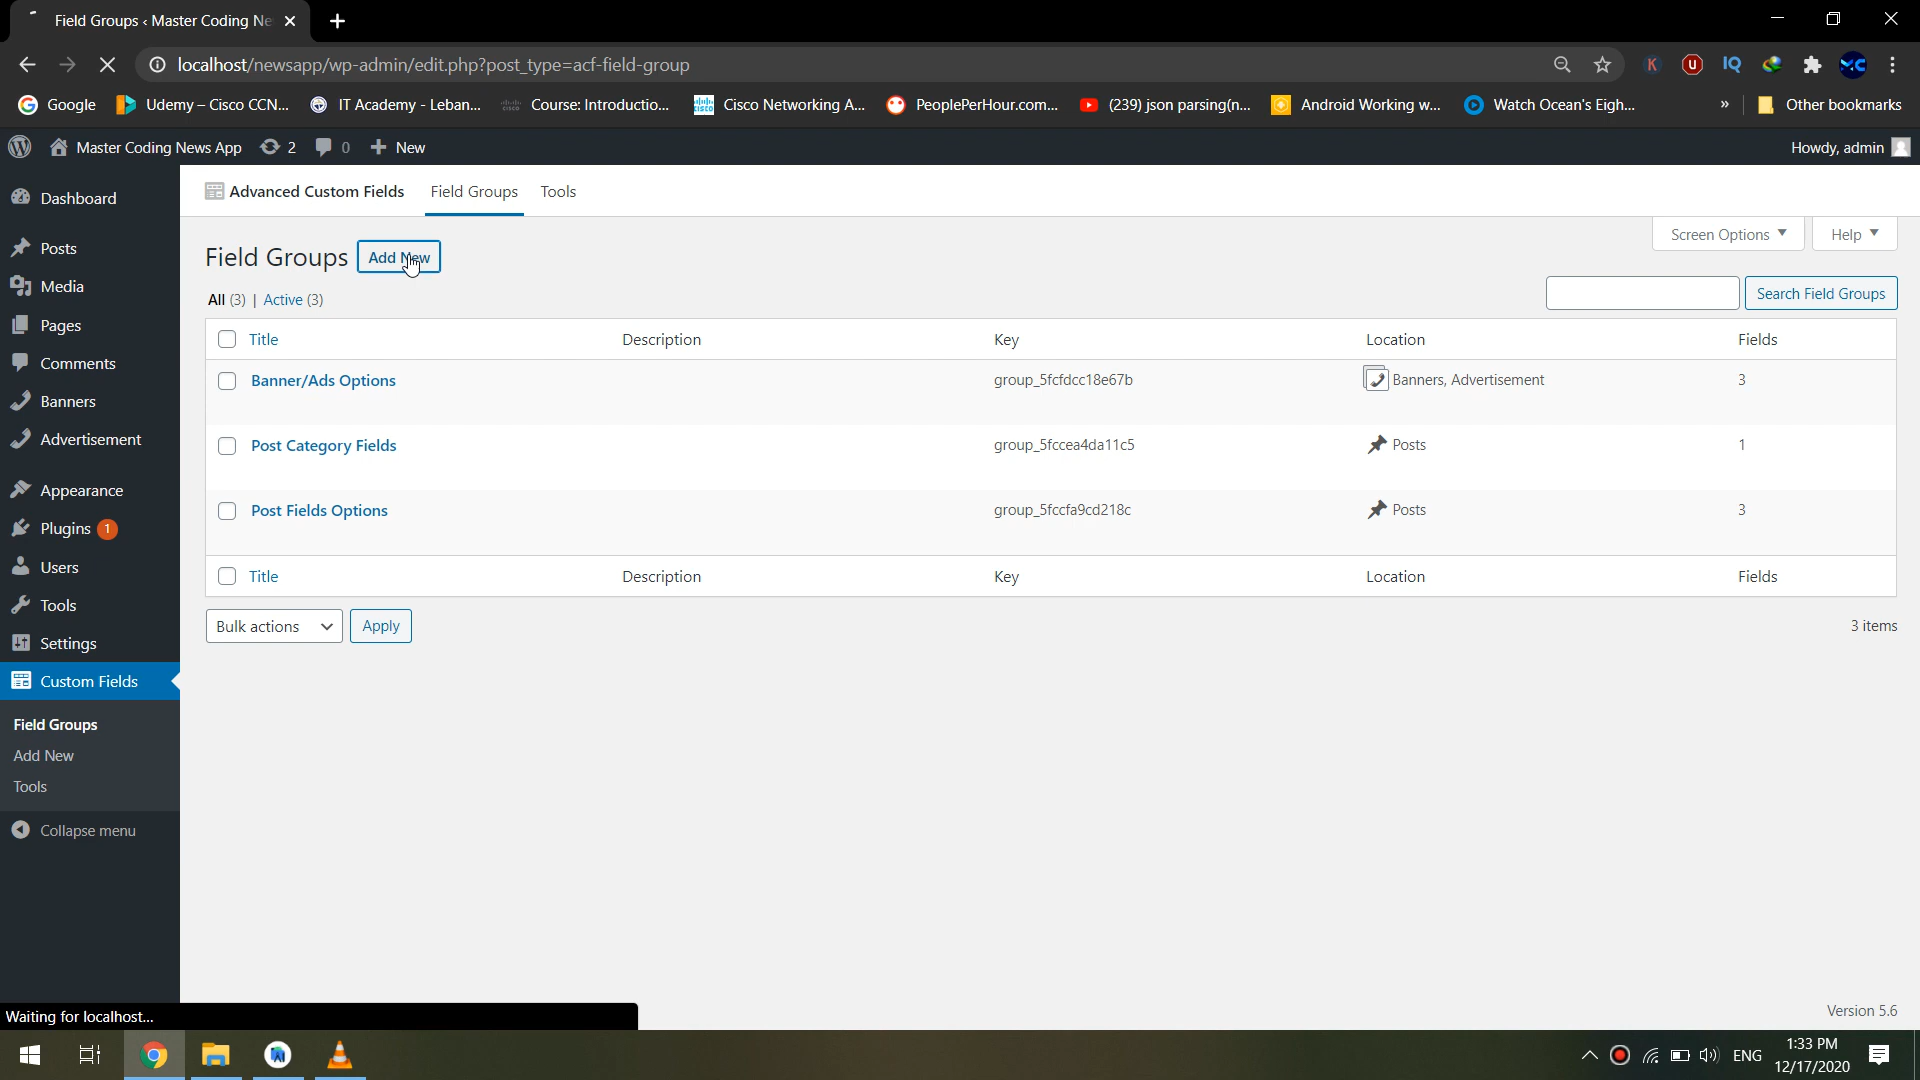 Field Groups ‹ Master Coding Ne
localhost/newsapp/wp-admin/edit.php?post_type=acf-field-group
Google
Udemy – Cisco CCN...
IT Academy - Leban...
Course: Introductio...
Cisco Networking A...
PeoplePerHour.com...
(239) json parsing(n...
Android Working w...
Watch Ocean's Eigh...
»
Other bookmarks
Master Coding News App
2
0
New
Howdy, admin
Dashboard
Posts
Media
Pages
Comments
Banners
Advertisement
Appearance
Plugins 1
Users
Tools
Settings
Custom Fields
Field Groups
Add New
Tools
Collapse menu
Advanced Custom Fields
Field Groups
Tools
Screen Options
Help
Field Groups
Add New
All (3) | Active (3)
Search Field Groups
Title Description Key Location Fields
Banner/Ads Options group_5fcfdcc18e67b Banners, Advertisement 3
Post Category Fields group_5fccea4da11c5 Posts 1
Post Fields Options group_5fccfa9cd218c Posts 3
Title Description Key Location Fields
Bulk actions
Apply
3 items
Version 5.6
Waiting for localhost...
ENG
1:33 PM
12/17/2020